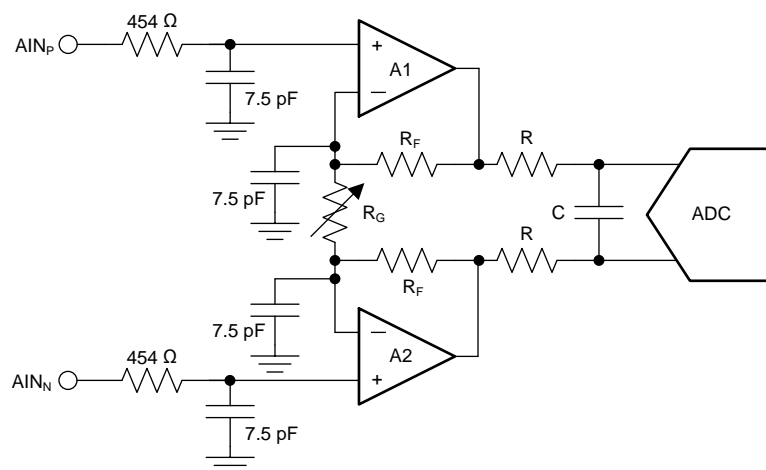 454 Ω
AINP
+
A1
7.5 pF
−
RF
R
7.5 pF
RG
C
ADC
R
RF
7.5 pF
−
454 Ω
A2
AINN
+
7.5 pF